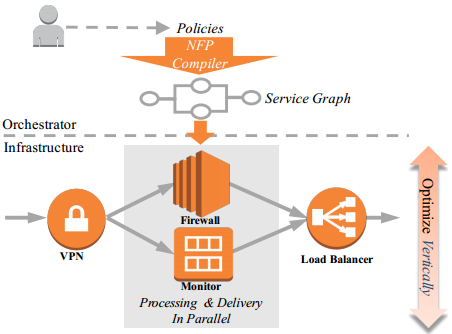 Policies
NFP
Compiler
Service Graph
Orchestrator
Infrastructure
Firewall
VPN
Load Balancer
Monitor
Processing & Delivery
In Parallel
Optimize Vertically